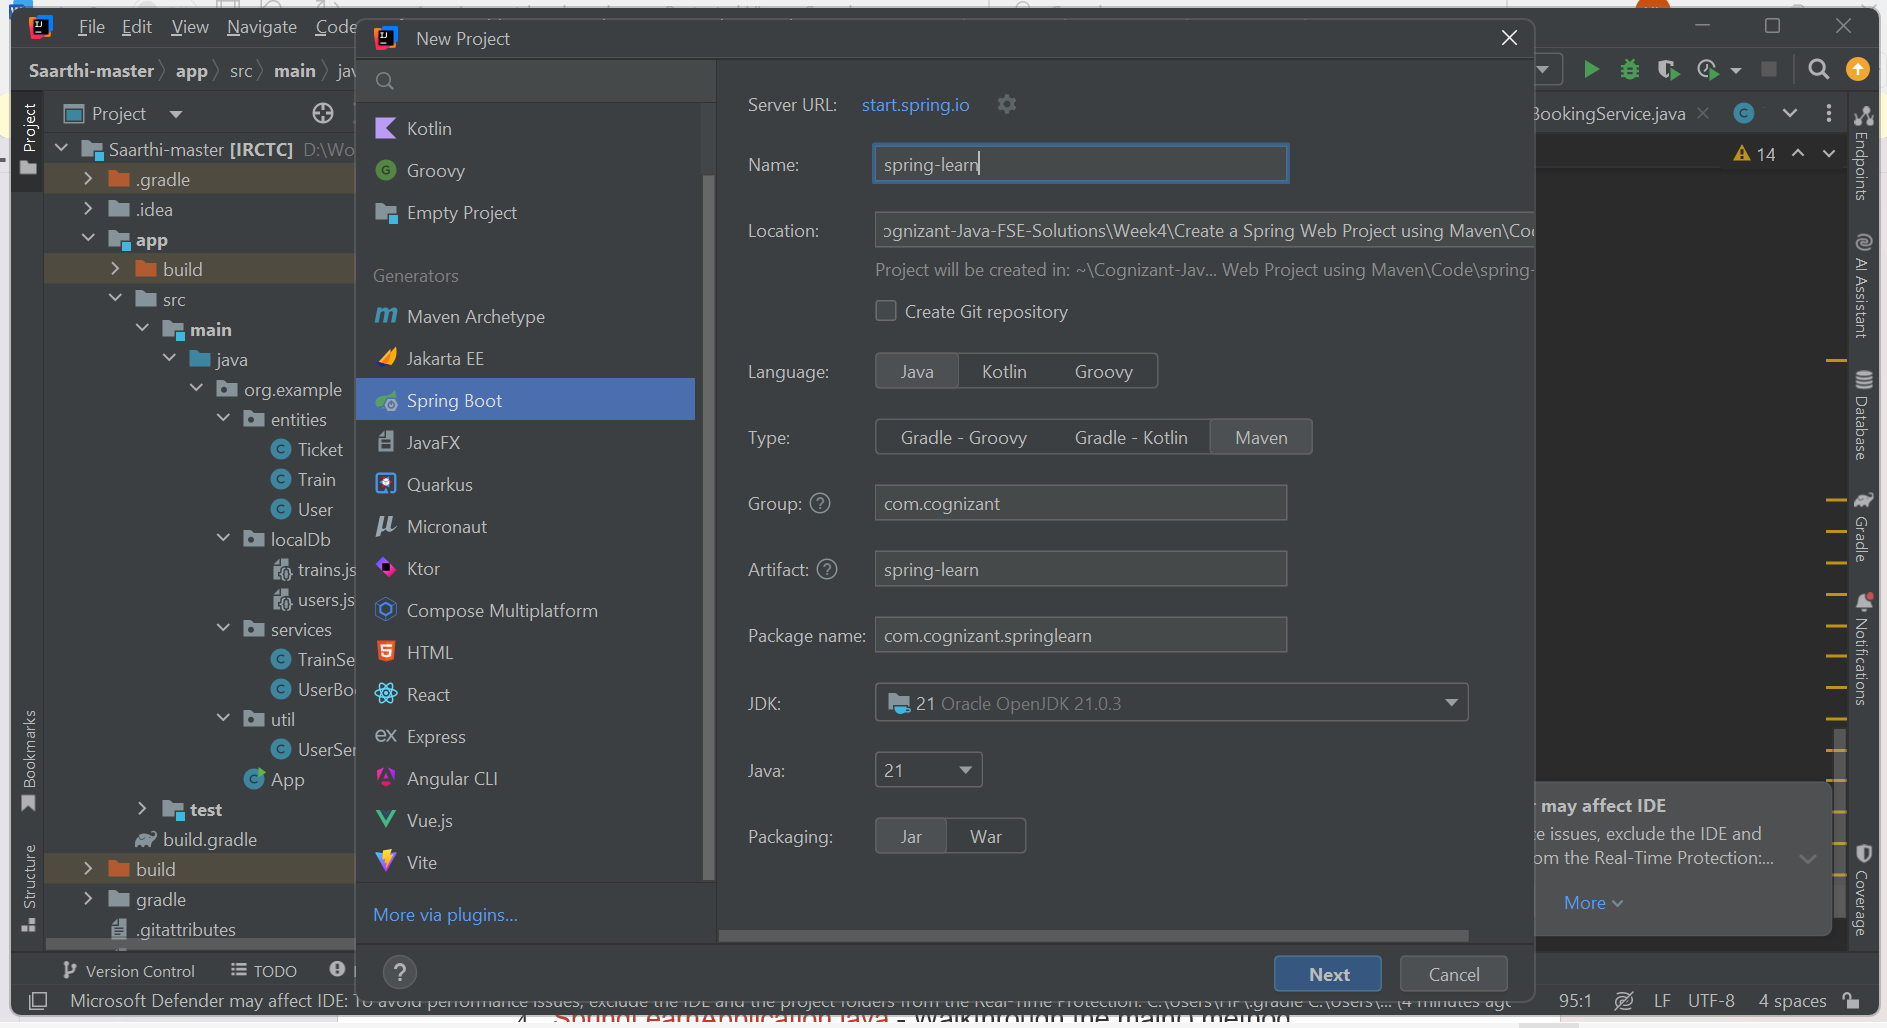 File Edit View Navigate Code
New Project
Saarthi-master app src main
Project
Saarthi-master [IRCTC]
.gradle
.idea
app
build
src
main
java
org.example
entities
Ticket
Train
User
localDb
trains.js
users.js
services
TrainSe
UserBo
util
UserSer
App
test
build.gradle
build
gradle
.gitattributes
Project
Bookmarks
Structure
Kotlin
Groovy
Empty Project
Generators
Maven Archetype
Jakarta EE
Spring Boot
JavaFX
Quarkus
Micronaut
Ktor
Compose Multiplatform
HTML
React
Express
Angular CLI
Vue.js
Vite
More via plugins...
Server URL: start.spring.io
Name: spring-learn
Location: ognizant-Java-FSE-Solutions\Week4\Create a Spring Web Project using Maven\Co
Project will be created in: ~\Cognizant-Jav... Web Project using Maven\Code\spring-
Create Git repository
Language: Java Kotlin Groovy
Type: Gradle - Groovy Gradle - Kotlin Maven
Group: ? com.cognizant
Artifact: ? spring-learn
Package name: com.cognizant.springlearn
JDK: 21 Oracle OpenJDK 21.0.3
Java: 21
Packaging: Jar War
? Next Cancel
BookingService.java
14
Endpoints
AI Assistant
Database
Gradle
Notifications
Coverage
may affect IDE
issues, exclude the IDE and
om the Real-Time Protection:...
More
Version Control TODO
Microsoft Defender may affect IDE: To avoid performance issues, exclude the IDE and the project folders from the Real-Time Protection: C:\Users\HP\.gradle C:\Users\... (4 minutes ago
95:1 LF UTF-8 4 spaces
4. SpringLearnApplication.java - Walkthrough the main() method